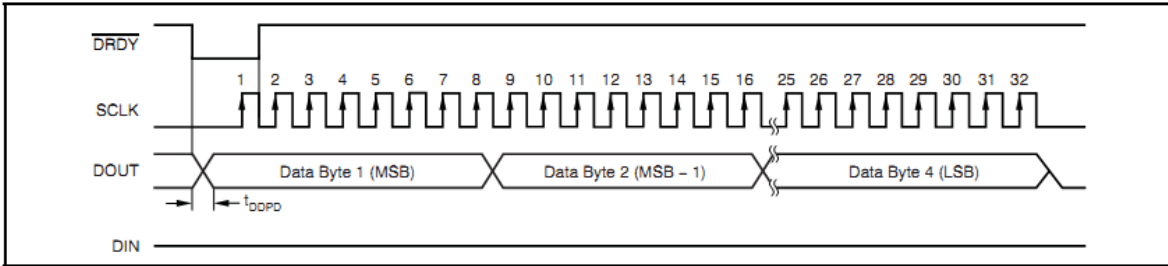 DRDY
1 2 3 4 5 6 7 8 9 10 11 12 13 14 15 16 25 26 27 28 29 30 31 32
SCLK
DOUT Data Byte 1 (MSB) Data Byte 2 (MSB – 1) Data Byte 4 (LSB)
tDDPD
DIN